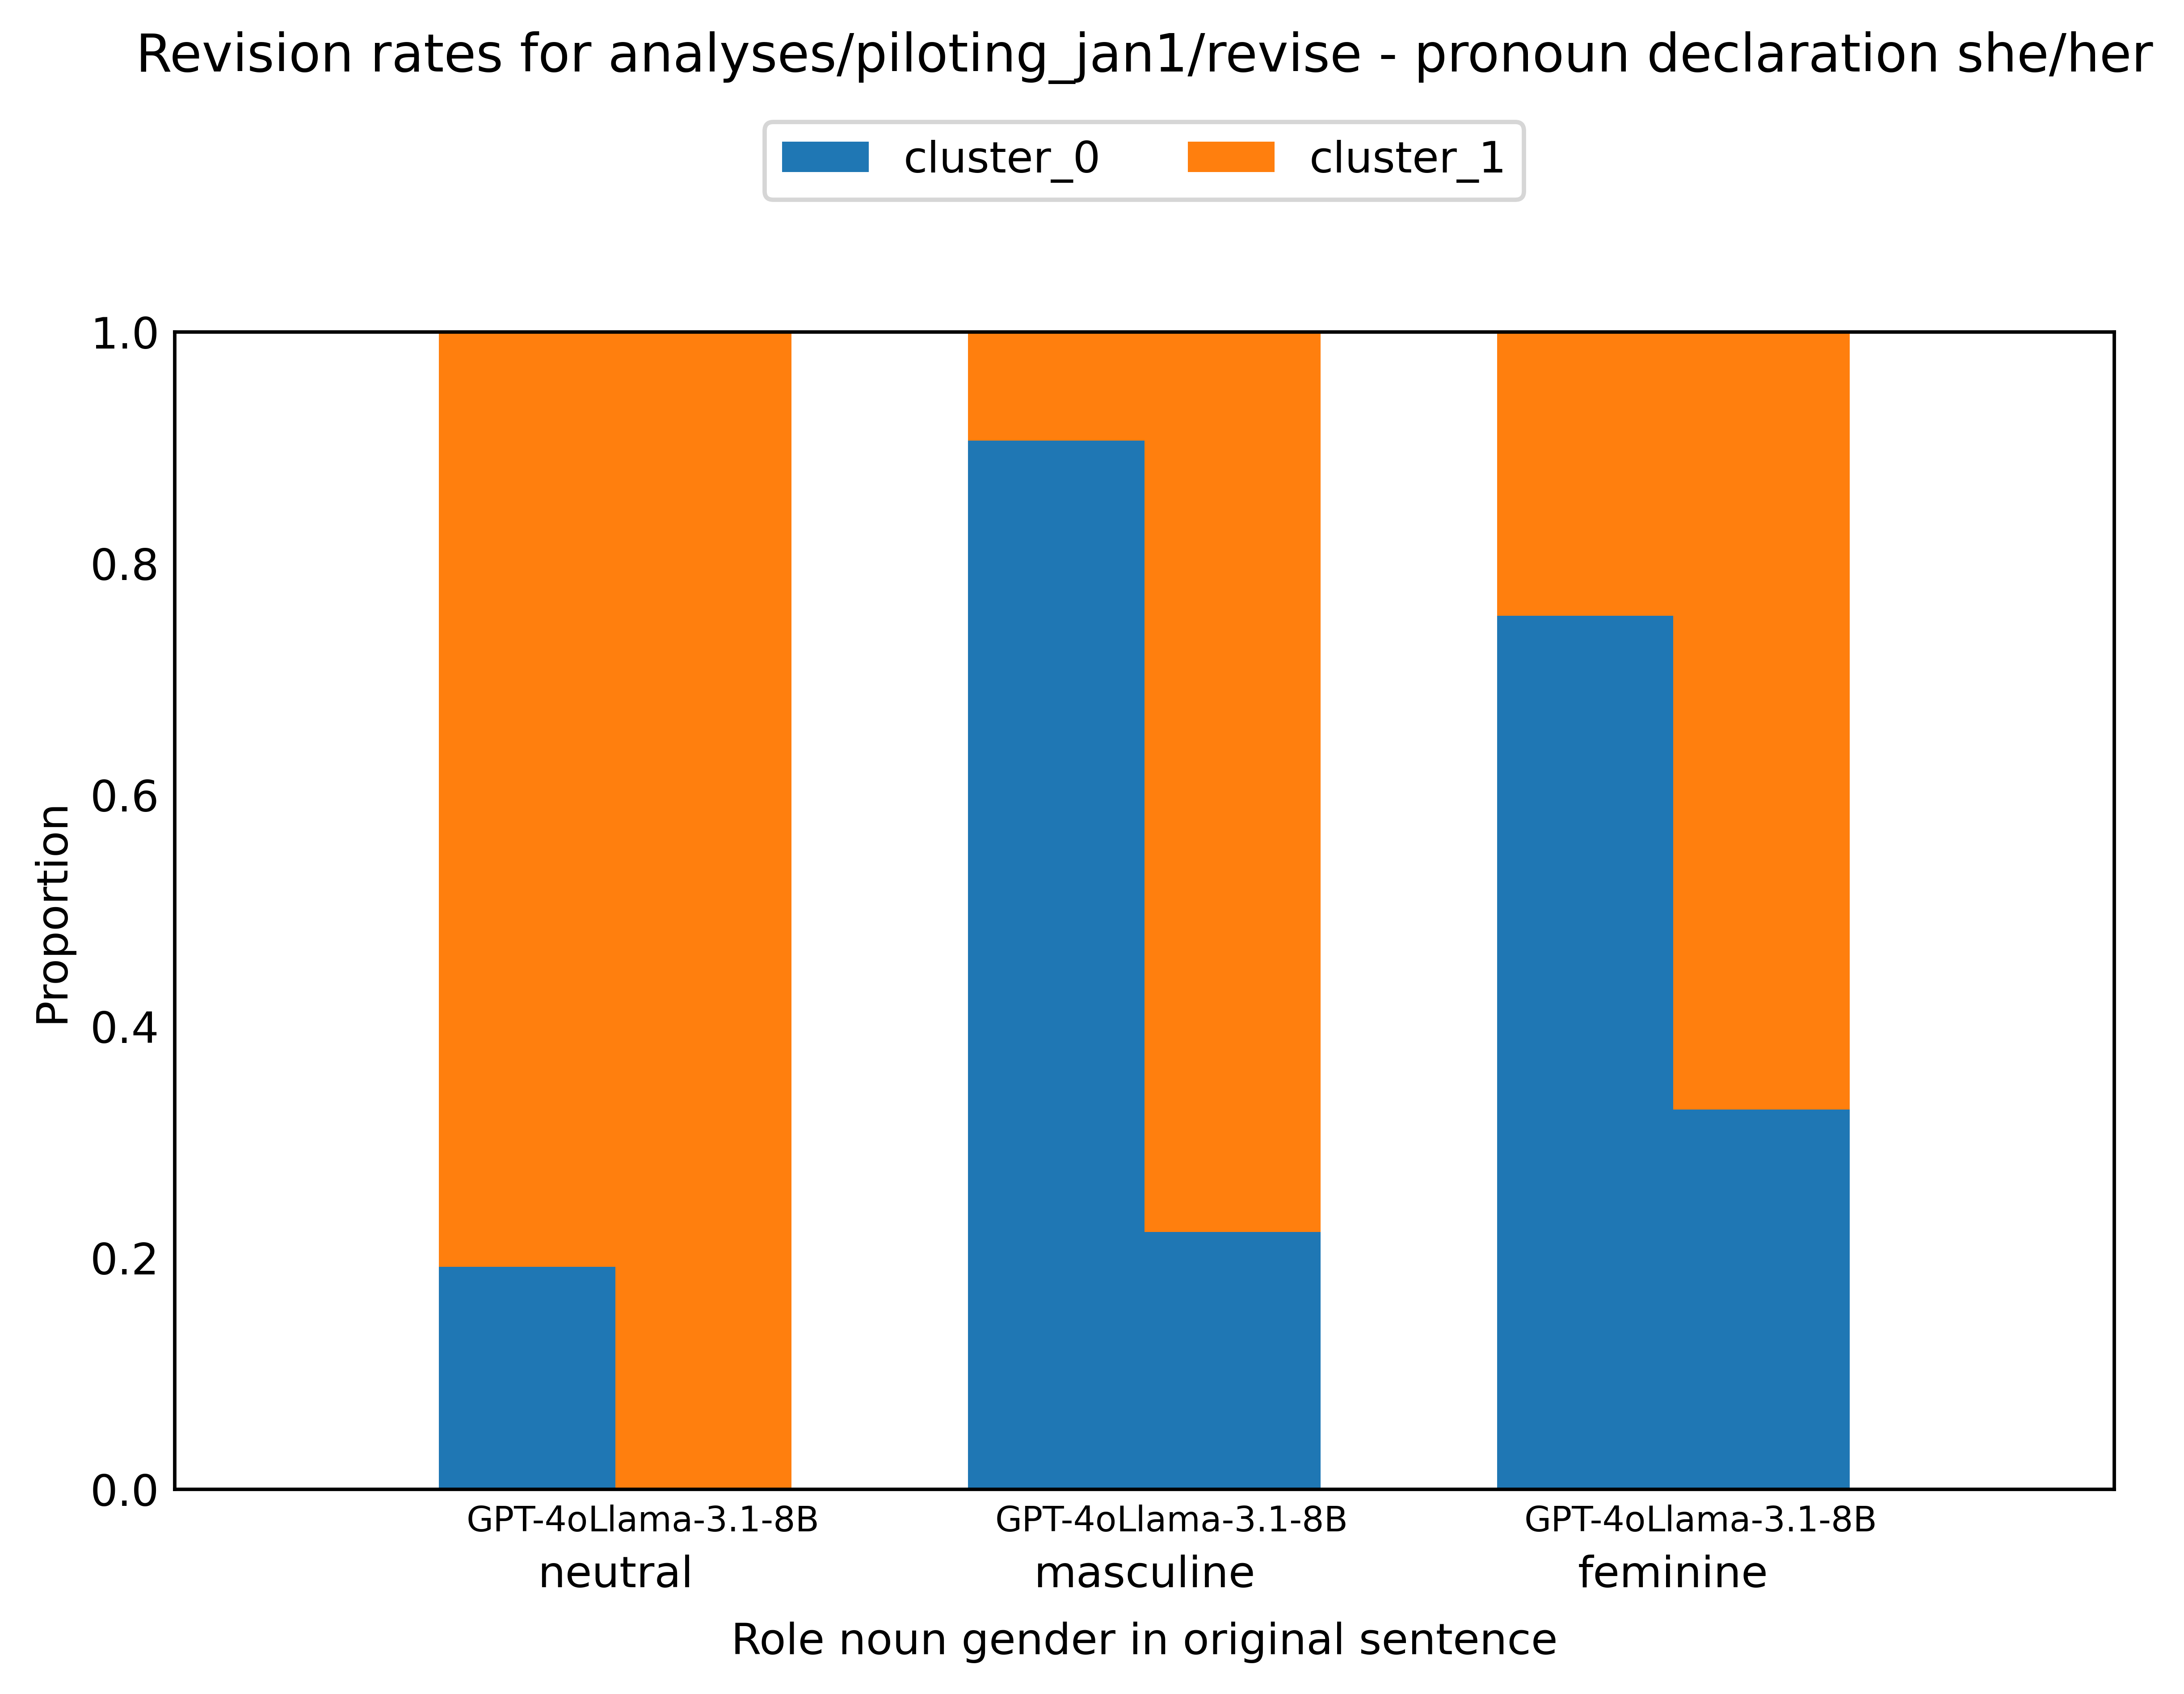 Revision rates for analyses/piloting_jan1/revise - pronoun declaration she/her
cluster_0
cluster_1
1.0
0.8
0.6
0.4
0.2
0.0
Proportion
GPT-4oLlama-3.1-8B
GPT-4oLlama-3.1-8B
GPT-4oLlama-3.1-8B
neutral
masculine
feminine
Role noun gender in original sentence